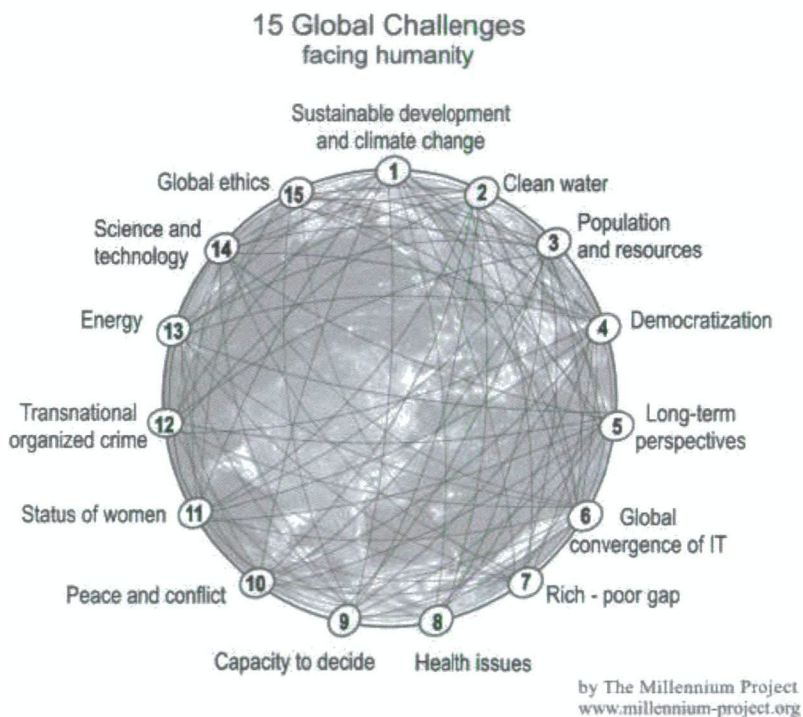 15 Global Challenges
facing humanity
Sustainable development
and climate change
1
2
Clean water
3
Population
and resources
4
Democratization
5
Long-term
perspectives
6
Global
convergence of IT
7
Rich - poor gap
8
Health issues
9
Capacity to decide
10
Peace and conflict
11
Status of women
12
Transnational
organized crime
13
Energy
14
Science and
technology
15
Global ethics
by The Millennium Project
www.millennium-project.org